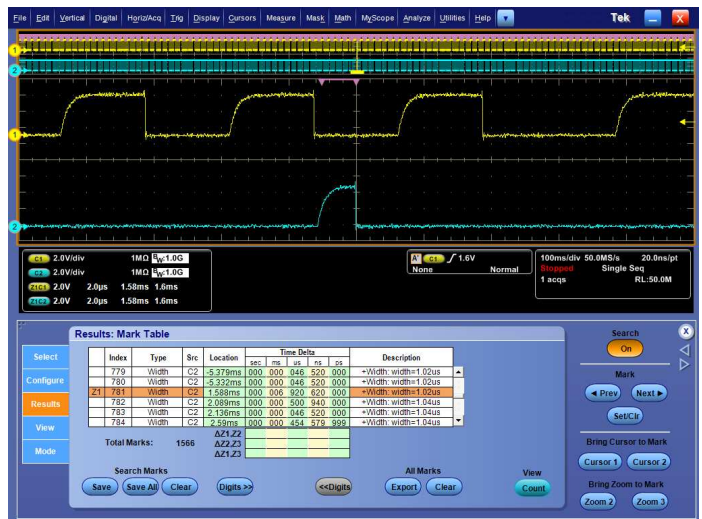 File Edit Vertical Digital Horiz/Acq Trig Display Cursors Measure Mask Math MyScope Analyze Utilities Help Tek X
1
2
1
2
C1 2.0V/div 1MΩ BW:1.0G
C2 2.0V/div 1MΩ BW:1.0G
Z1C1 2.0V 2.0µs 1.58ms 1.6ms
Z1C2 2.0V 2.0µs 1.58ms 1.6ms
A' C1 1.6V
None Normal
100ms/div 50.0MS/s 20.0ns/pt
Stopped Single Seq
1 acqs RL:50.0M
Results: Mark Table
Select
Configure
Results
View
Mode
Index Type Src Location Time Delta Description
sec ms us ns ps
779 Width C2 -5.379ms 000 000 046 520 000 +Width: width=1.02us
780 Width C2 -5.332ms 000 000 046 520 000 +Width: width=1.02us
Z1 781 Width C2 1.588ms 000 006 920 620 000 +Width: width=1.02us
782 Width C2 2.089ms 000 000 500 940 000 +Width: width=1.04us
783 Width C2 2.136ms 000 000 046 520 000 +Width: width=1.04us
784 Width C2 2.59ms 000 000 454 579 999 +Width: width=1.04us
Total Marks: 1566
ΔZ1,Z2
ΔZ2,Z3
ΔZ1,Z3
Search Marks
Save Save All Clear Digits >> <<Digits
All Marks
Export Clear
View
Count
Search
On
X
Mark
Prev Next
Set/Clr
Bring Cursor to Mark
Cursor 1 Cursor 2
Bring Zoom to Mark
Zoom 2 Zoom 3